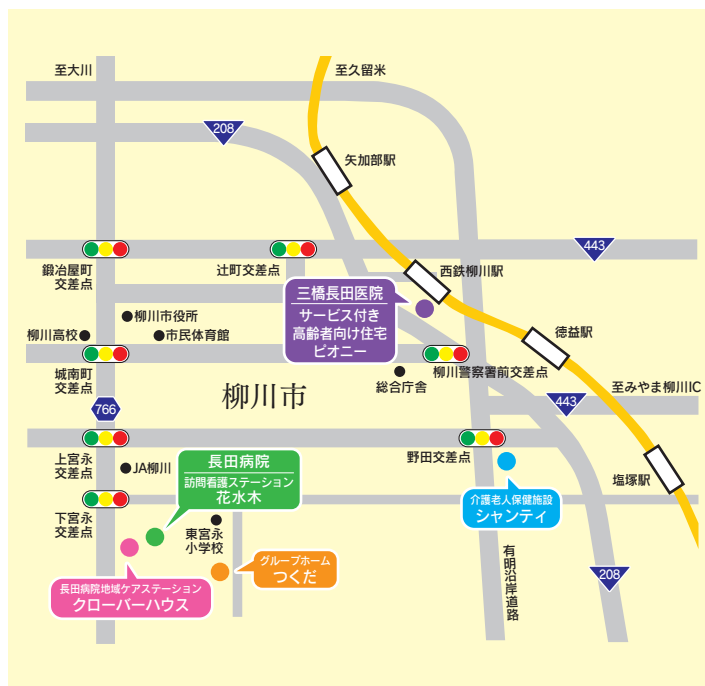 至大川
至久留米
208
矢加部駅
443
鍛冶屋町
交差点
辻町交差点
西鉄柳川駅
三橋長田医院
サービス付き
高齢者向け住宅
ピオニー
柳川市役所
柳川高校
市民体育館
徳益駅
城南町
交差点
柳川警察署前交差点
総合庁舎
至みやま柳川IC
柳川市
443
766
上宮永
交差点
JA柳川
長田病院
訪問看護ステーション
花水木
野田交差点
塩塚駅
下宮永
交差点
東宮永
小学校
介護老人保健施設
シャンティ
グループホーム
つくだ
長田病院地域ケアステーション
クローバーハウス
有明沿岸道路
208